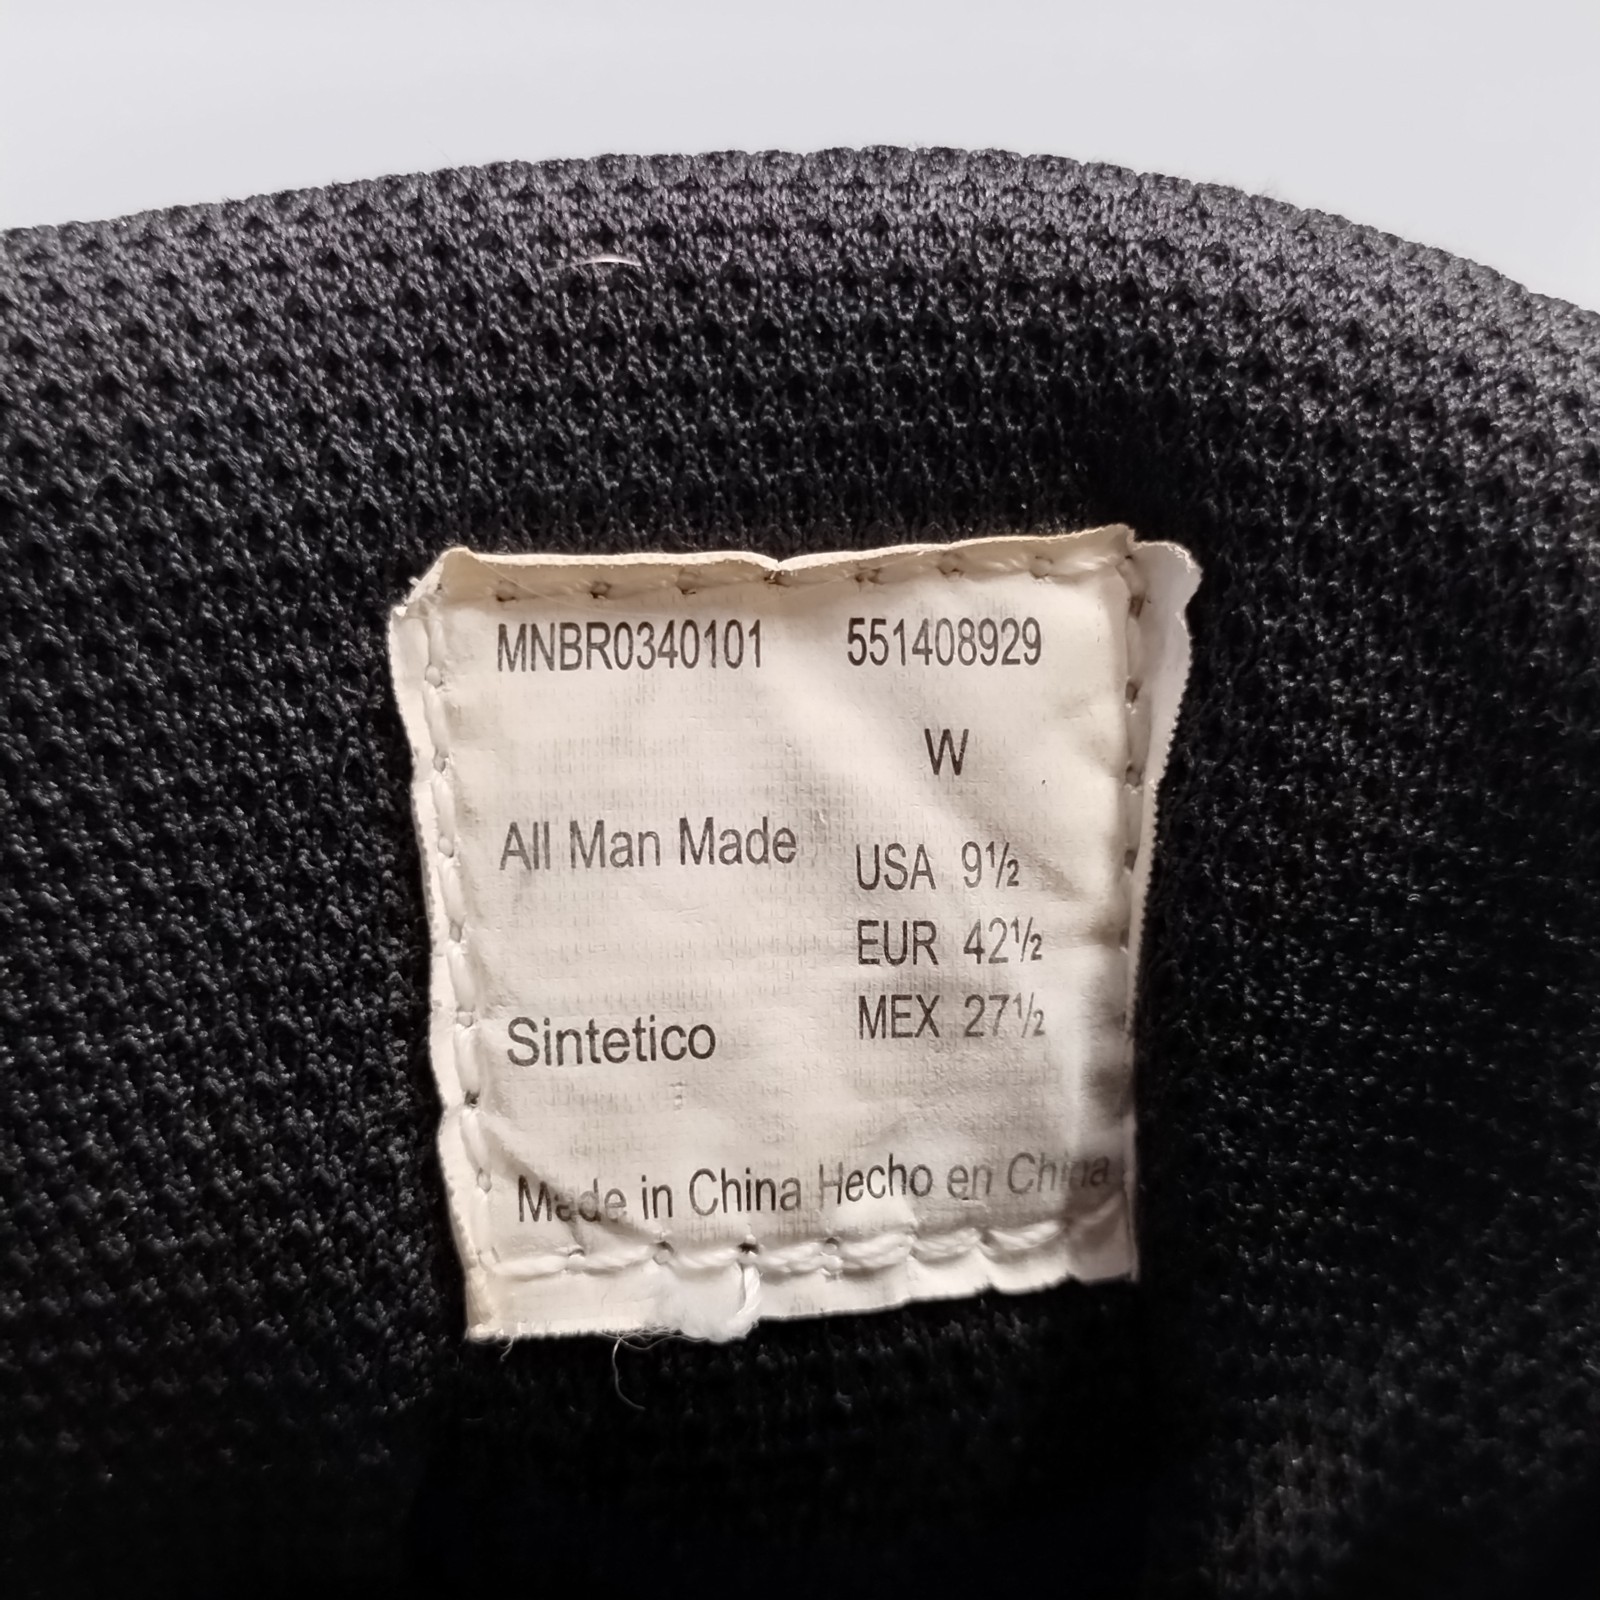 MNBR0340101 551408929
W
All Man Made
USA 9½
EUR 42½
MEX 27½
Sintetico
Made in China Hecho en China